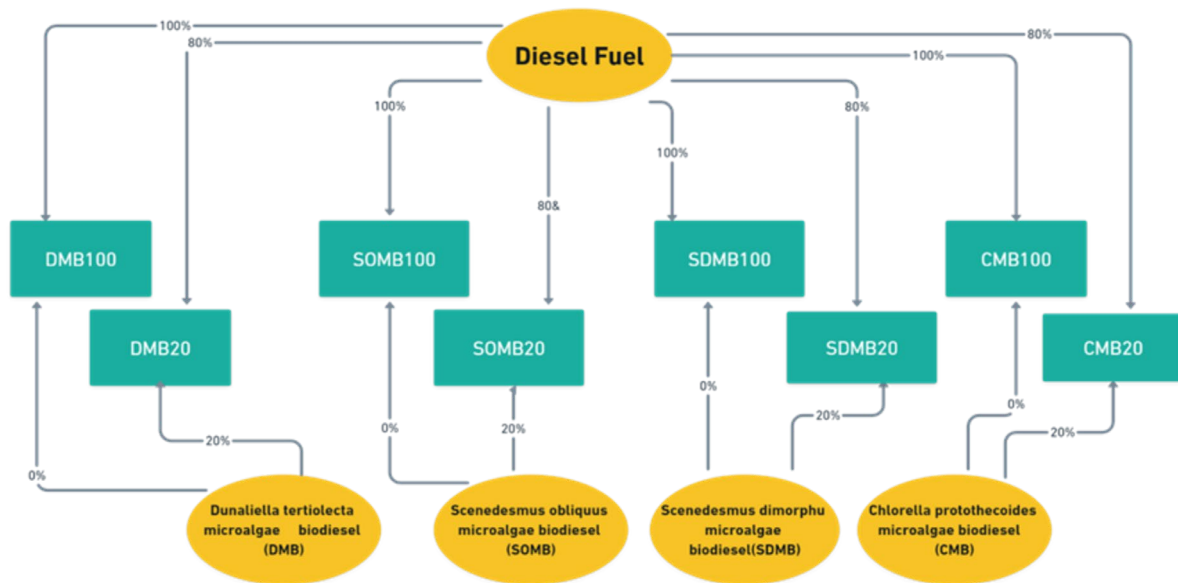 Diesel Fuel
100%
80%
80%
100%
100%
80%
100%
80&
DMB100
SOMB100
SDMB100
CMB100
DMB20
SOMB20
SDMB20
CMB20
0%
0%
0%
20%
20%
20%
20%
0%
Dunaliella tertiolecta
microalgae biodiesel
(DMB)
Scenedesmus obliquus
microalgae biodiesel
(SOMB)
Scenedesmus dimorphu
microalgae
biodiesel(SDMB)
Chlorella protothecoides
microalgae biodiesel
(CMB)